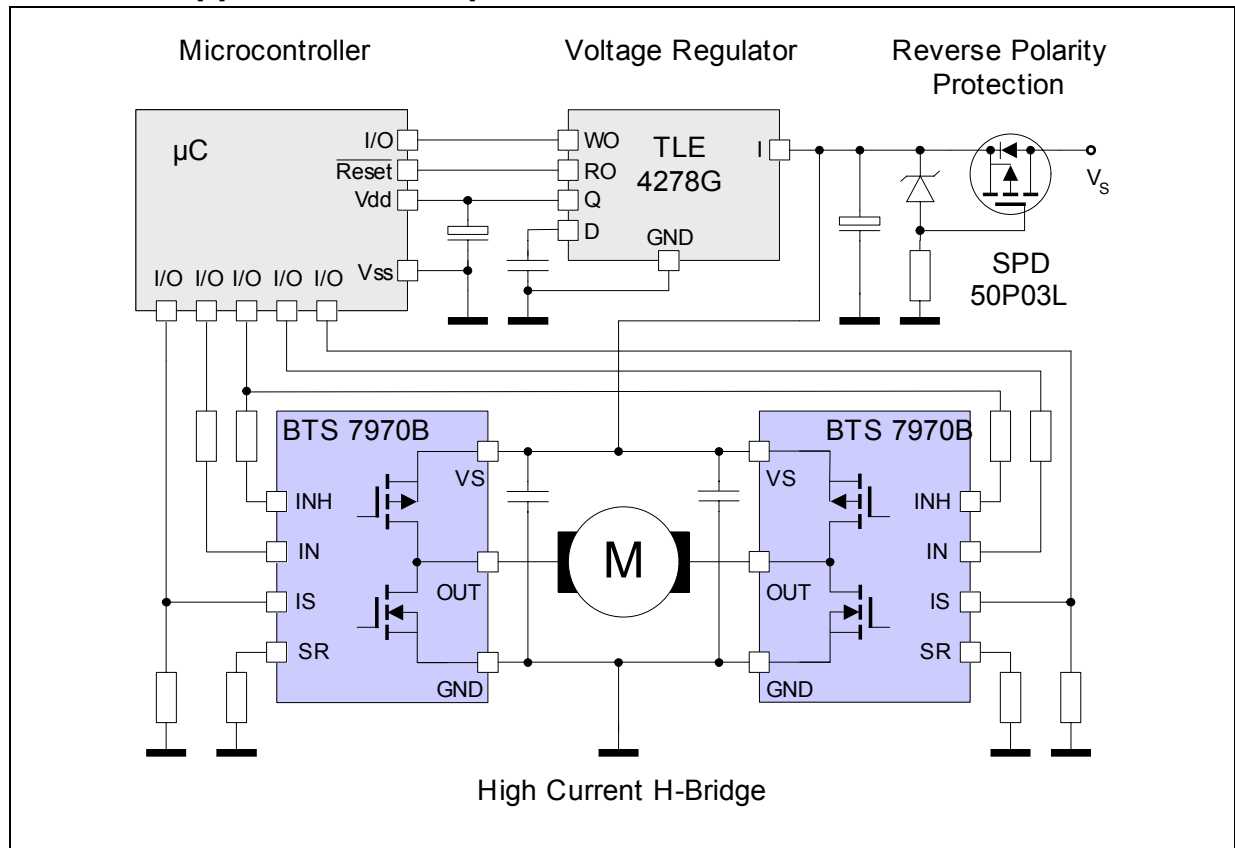 Microcontroller
Voltage Regulator
Reverse Polarity
Protection
µC
I/O
Reset
Vdd
Vss
I/O I/O I/O I/O I/O
WO
RO
Q
D
TLE
4278G
I
GND
V_S
SPD
50P03L
BTS 7970B
VS
INH
IN
IS
SR
OUT
GND
M
BTS 7970B
VS
INH
IN
IS
SR
OUT
GND
High Current H-Bridge